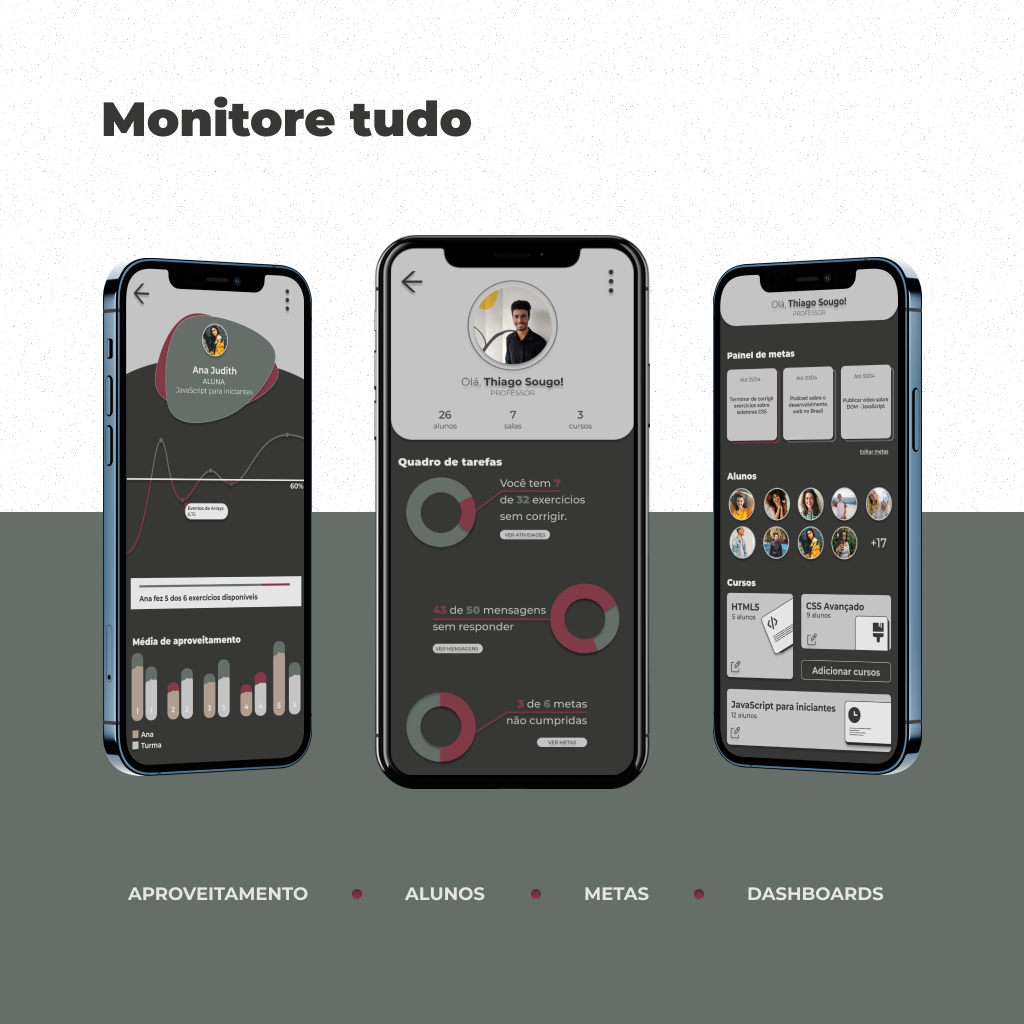 Monitore tudo
Ana Judith
ALUNA
JavaScript para iniciantes
60%
Eventos de Arrays
6,75
Ana fez 5 dos 6 exercícios disponíveis
Média de aproveitamento
1 1 2 2 3 3 4 4 5 5
Ana
Turma
Olá, Thiago Sougo!
PROFESSOR
26 7 3
alunos salas cursos
Quadro de tarefas
Você tem 7
de 32 exercícios
sem corrigir.
VER ATIVIDADES
43 de 50 mensagens
sem responder
VER MENSAGENS
3 de 6 metas
não cumpridas
VER METAS
Olá, Thiago Sougo!
PROFESSOR
Painel de metas
Até 25/04
Terminar de corrigir
exercícios sobre
seletores CSS
Até 20/04
Podcast sobre o
desenvolvimento
web no Brasil
Até 30/04
Publicar vídeo sobre
DOM - JavaScript
Editar metas
Alunos
+17
Cursos
HTML5
5 alunos
CSS Avançado
9 alunos
Adicionar cursos
JavaScript para iniciantes
12 alunos
APROVEITAMENTO ALUNOS METAS DASHBOARDS